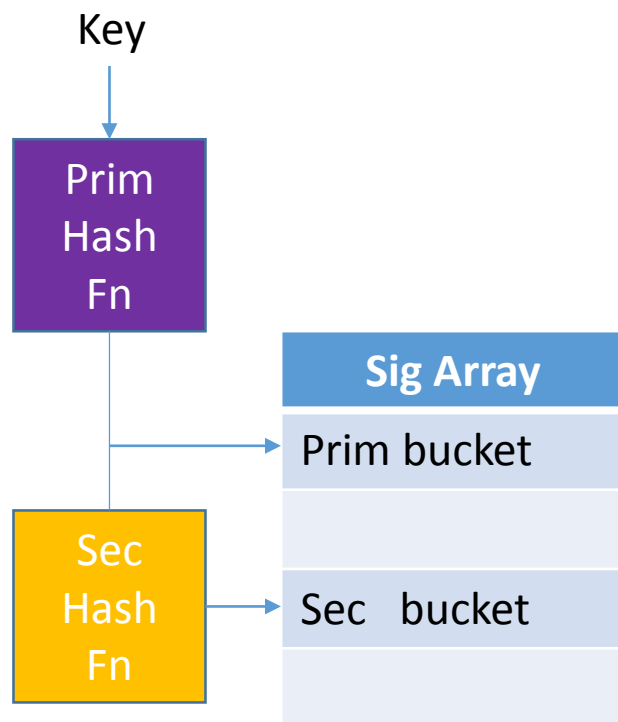 Key
Prim
Hash
Fn
Sig Array
Prim bucket
Sec
Hash
Fn
Sec bucket